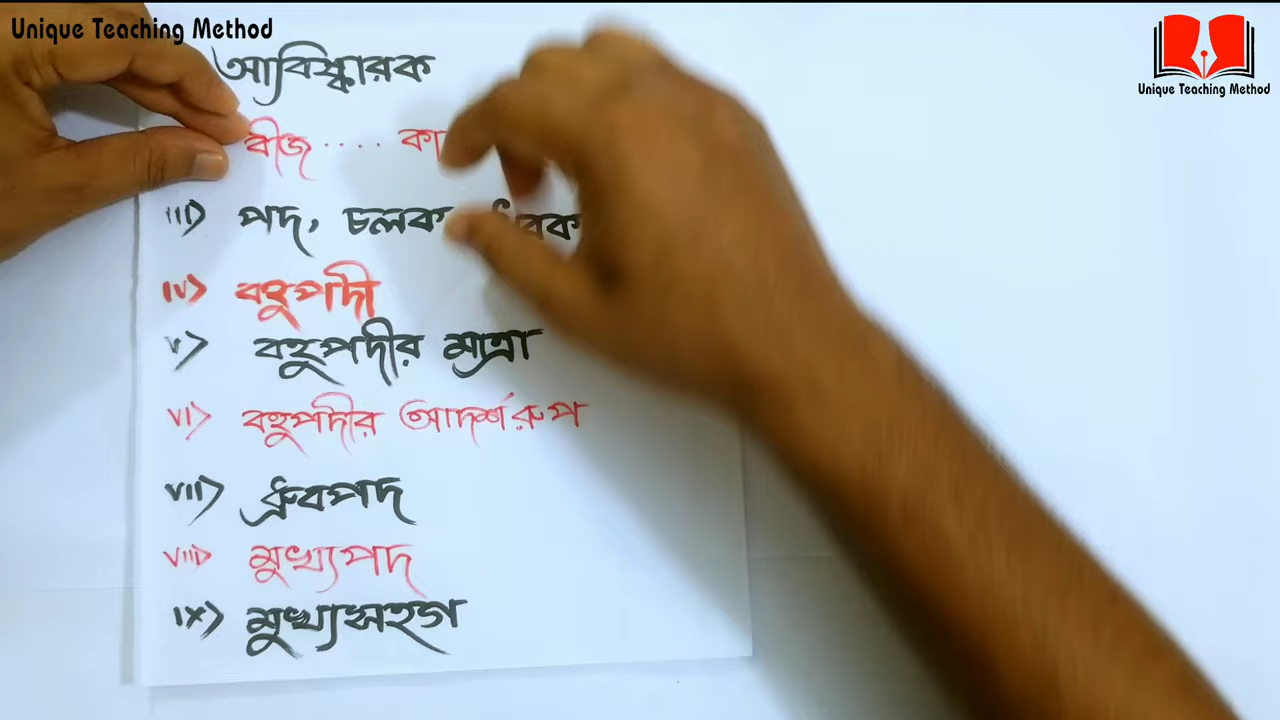 Unique Teaching Method
Unique Teaching Method
আবিষ্কারক
বীজ ....
iii> পদ, চলক
iv> বহুপদী
v> বহুপদীর মাত্রা
vi> বহুপদীর আদর্শরুপ
vii> ধ্রুবপদ
viii> মুখ্যপদ
ix> মুখ্যসহগ